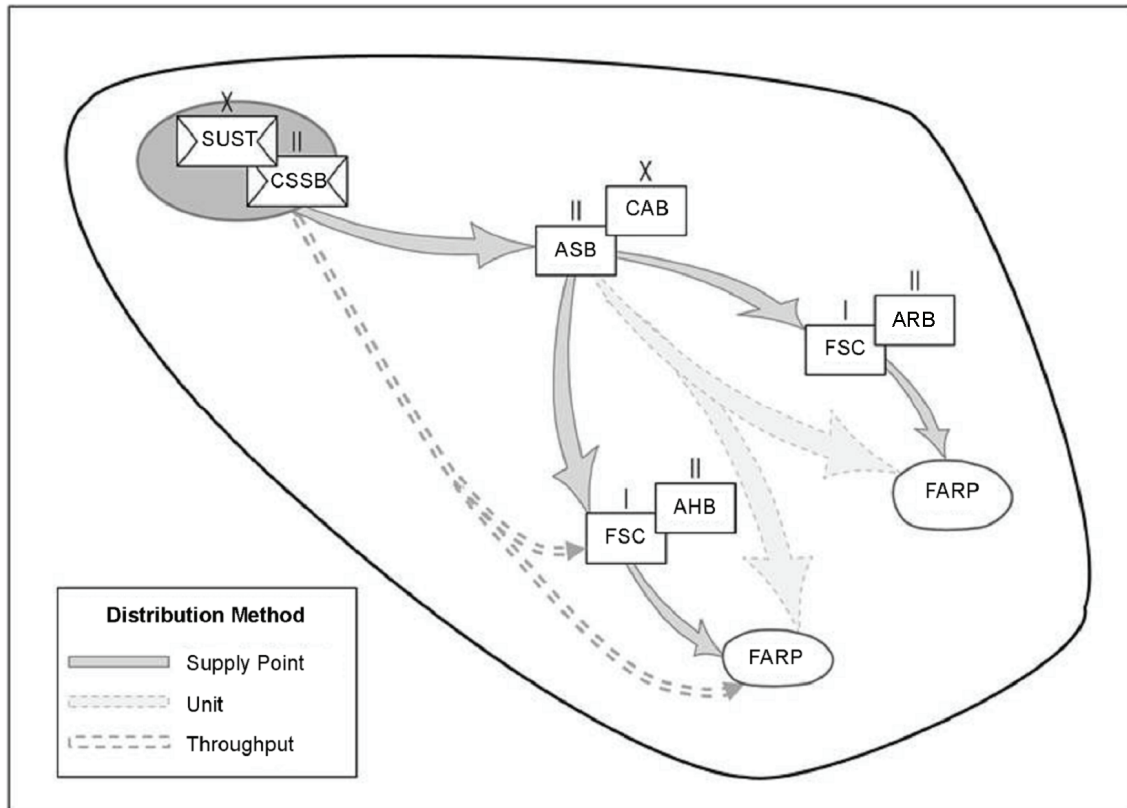 X
SUST
II
CSSB
X
CAB
II
ASB
II
ARB
I
FSC
II
AHB
I
FSC
FARP
FARP
Distribution Method
Supply Point
Unit
Throughput